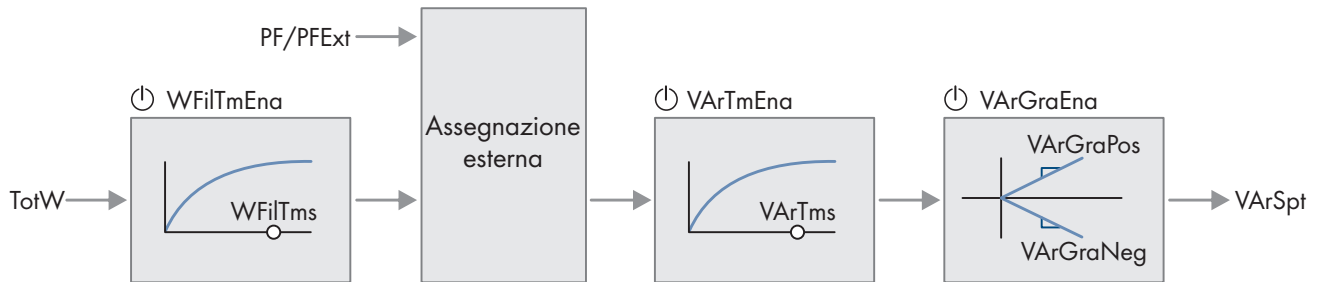 PF/PFExt
WFilTmEna
VArTmEna
VArGraEna
Assegnazione
esterna
VArGraPos
TotW
WFilTms
VArTms
VArSpt
VArGraNeg